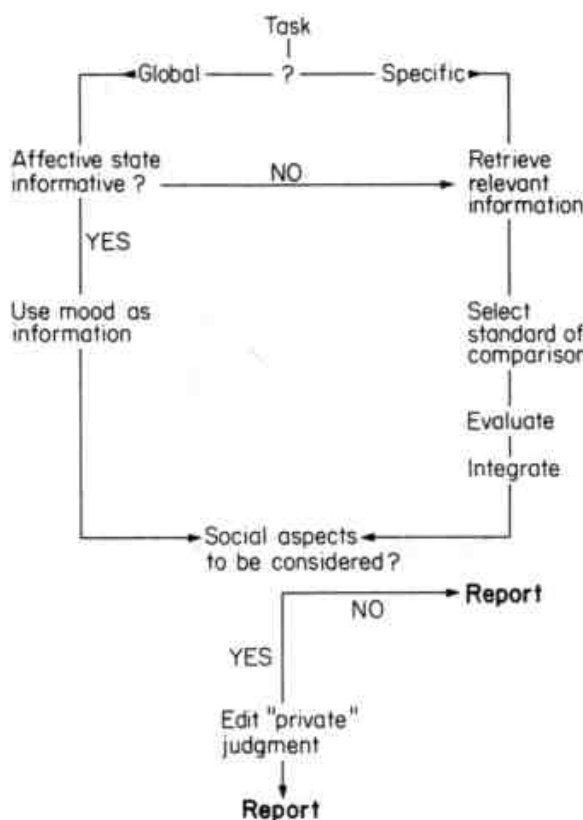 Task
Global ? Specific
Affective state
informative ?
NO
Retrieve
relevant
information
YES
Use mood as
information
Select
standard of
comparison
Evaluate
Integrate
Social aspects
to be considered?
NO
Report
YES
Edit "private"
judgment
Report